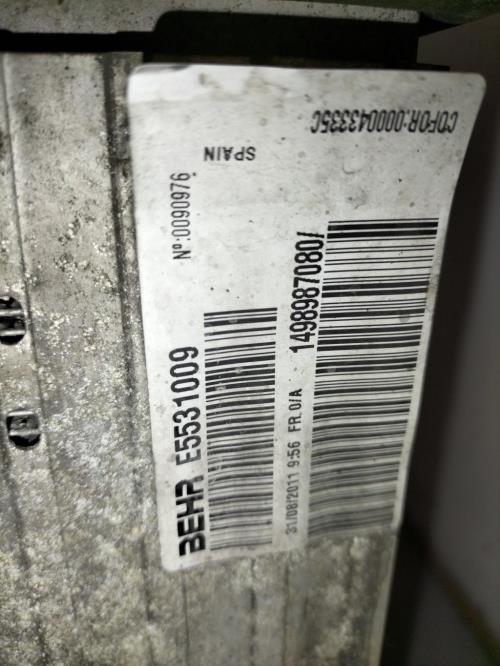 COFOR:000043335C
SPAIN
Nº:0090976
1498987080/
31/08/2011 9:56 FR.0/A
BEHR E5531009